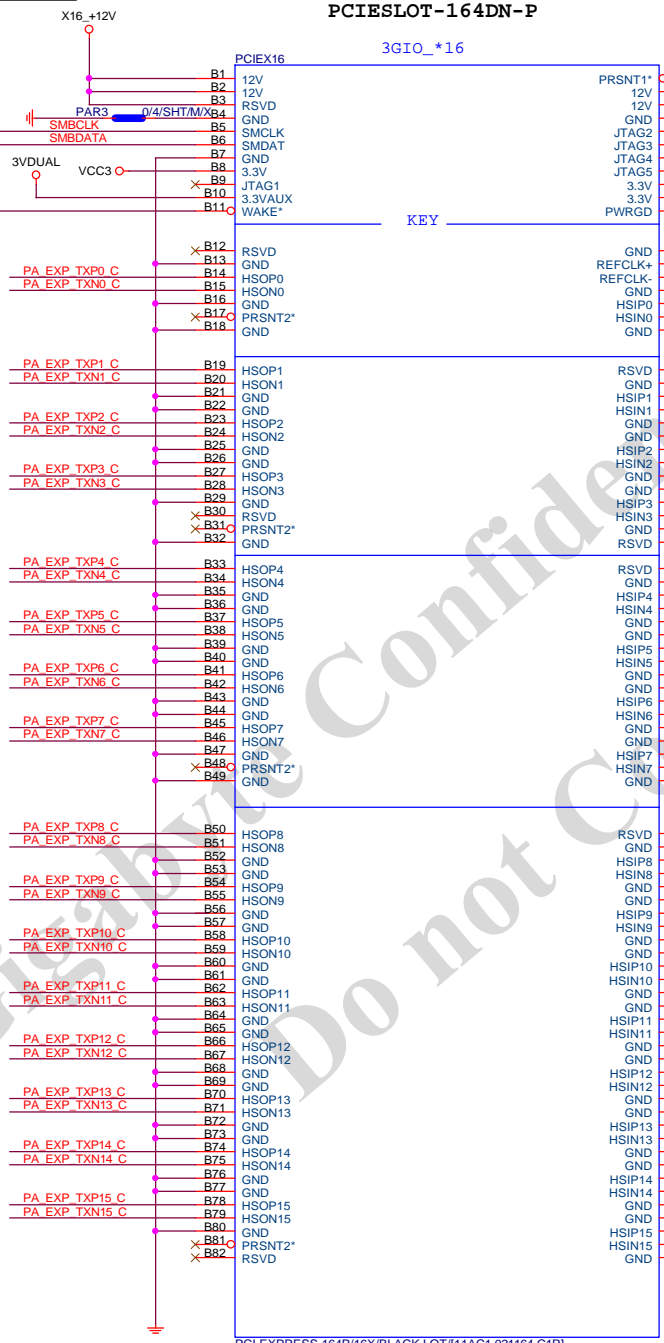 PCIESLOT-164DN-P
X16_+12V
3GIO_*16
PCIEX16
B1 12V PRSNT1*
B2 12V 12V
B3 RSVD 12V
PAR3 0/4/SHT/M/X B4 GND GND
SMBCLK B5 SMCLK JTAG2
SMBDATA B6 SMDAT JTAG3
B7 GND JTAG4
3VDUAL VCC3 B8 3.3V JTAG5
B9 JTAG1 3.3V
B10 3.3VAUX 3.3V
B11 WAKE* PWRGD
KEY
B12 RSVD GND
B13 GND REFCLK+
PA_EXP_TXP0_C B14 HSOP0 REFCLK-
PA_EXP_TXN0_C B15 HSON0 GND
B16 GND HSIP0
B17 PRSNT2* HSIN0
B18 GND GND
PA_EXP_TXP1_C B19 HSOP1 RSVD
PA_EXP_TXN1_C B20 HSON1 GND
B21 GND HSIP1
B22 GND HSIN1
PA_EXP_TXP2_C B23 HSOP2 GND
PA_EXP_TXN2_C B24 HSON2 GND
B25 GND HSIP2
B26 GND HSIN2
PA_EXP_TXP3_C B27 HSOP3 GND
PA_EXP_TXN3_C B28 HSON3 GND
B29 GND HSIP3
B30 RSVD HSIN3
B31 PRSNT2* GND
B32 GND RSVD
PA_EXP_TXP4_C B33 HSOP4 RSVD
PA_EXP_TXN4_C B34 HSON4 GND
B35 GND HSIP4
B36 GND HSIN4
PA_EXP_TXP5_C B37 HSOP5 GND
PA_EXP_TXN5_C B38 HSON5 GND
B39 GND HSIP5
B40 GND HSIN5
PA_EXP_TXP6_C B41 HSOP6 GND
PA_EXP_TXN6_C B42 HSON6 GND
B43 GND HSIP6
B44 GND HSIN6
PA_EXP_TXP7_C B45 HSOP7 GND
PA_EXP_TXN7_C B46 HSON7 GND
B47 GND HSIP7
B48 PRSNT2* HSIN7
B49 GND GND
PA_EXP_TXP8_C B50 HSOP8 RSVD
PA_EXP_TXN8_C B51 HSON8 GND
B52 GND HSIP8
B53 GND HSIN8
PA_EXP_TXP9_C B54 HSOP9 GND
PA_EXP_TXN9_C B55 HSON9 GND
B56 GND HSIP9
B57 GND HSIN9
PA_EXP_TXP10_C B58 HSOP10 GND
PA_EXP_TXN10_C B59 HSON10 GND
B60 GND HSIP10
B61 GND HSIN10
PA_EXP_TXP11_C B62 HSOP11 GND
PA_EXP_TXN11_C B63 HSON11 GND
B64 GND HSIP11
B65 GND HSIN11
PA_EXP_TXP12_C B66 HSOP12 GND
PA_EXP_TXN12_C B67 HSON12 GND
B68 GND HSIP12
B69 GND HSIN12
PA_EXP_TXP13_C B70 HSOP13 GND
PA_EXP_TXN13_C B71 HSON13 GND
B72 GND HSIP13
B73 GND HSIN13
PA_EXP_TXP14_C B74 HSOP14 GND
PA_EXP_TXN14_C B75 HSON14 GND
B76 GND HSIP14
B77 GND HSIN14
PA_EXP_TXP15_C B78 HSOP15 GND
PA_EXP_TXN15_C B79 HSON15 GND
B80 GND HSIP15
B81 PRSNT2* HSIN15
B82 RSVD GND
Gigabyte Confiden
Do not Co